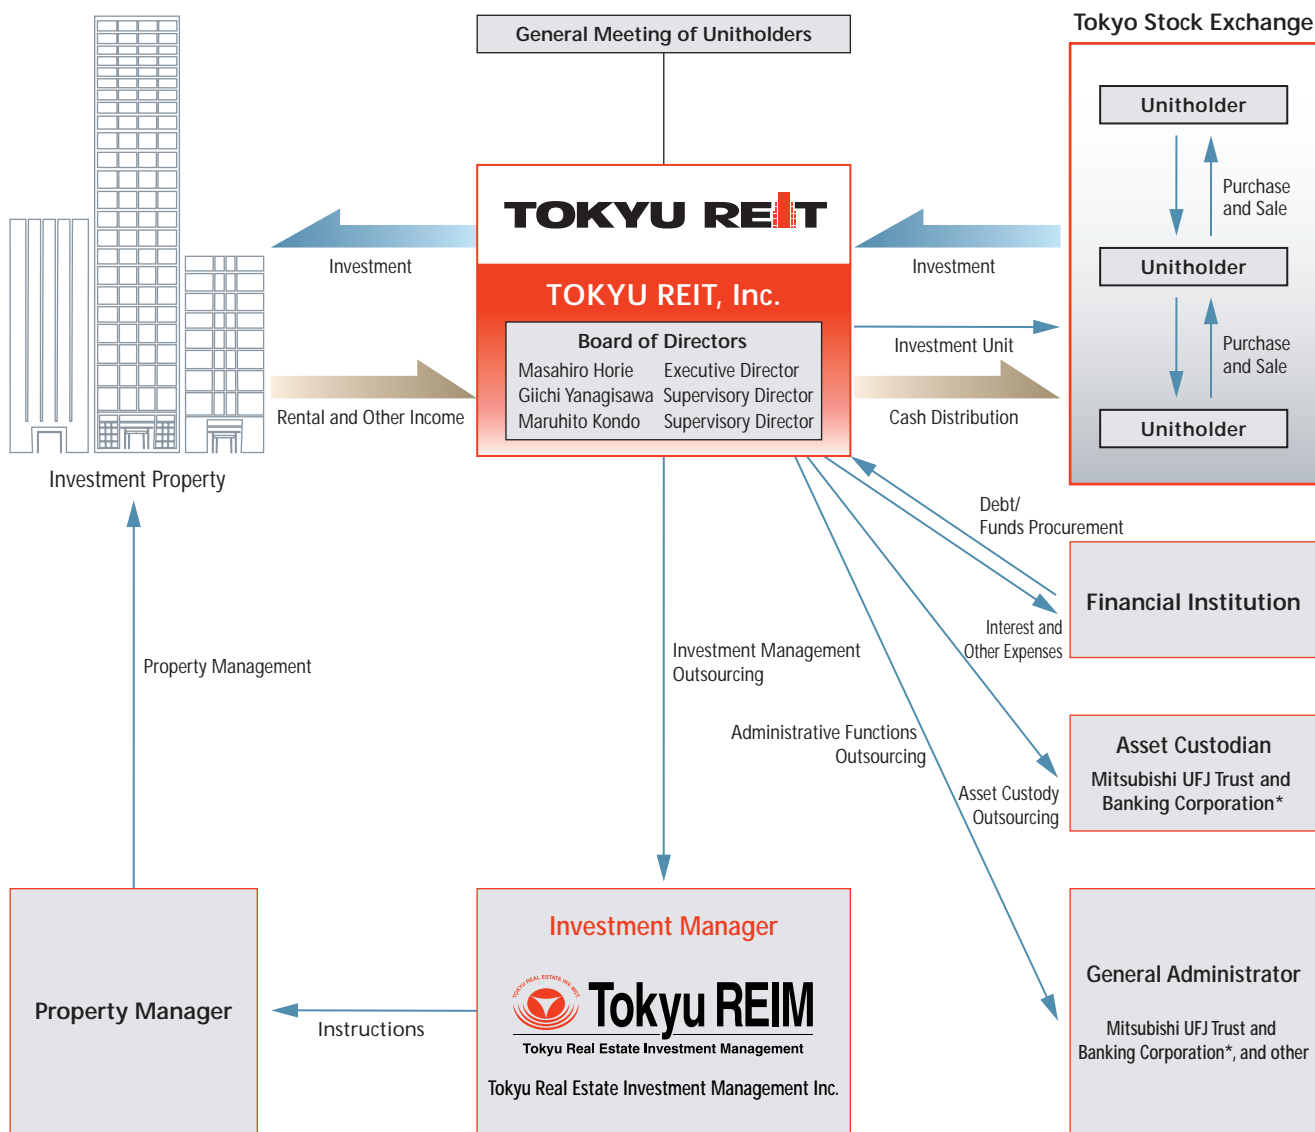 General Meeting of Unitholders
Tokyo Stock Exchange
Unitholder
Purchase
and Sale
Unitholder
Purchase
and Sale
Unitholder
TOKYU REIT
TOKYU REIT, Inc.
Board of Directors
Masahiro Horie Executive Director
Giichi Yanagisawa Supervisory Director
Maruhito Kondo Supervisory Director
Investment
Rental and Other Income
Investment Property
Investment
Investment Unit
Cash Distribution
Debt/
Funds Procurement
Interest and
Other Expenses
Financial Institution
Property Management
Investment Management
Outsourcing
Administrative Functions
Outsourcing
Asset Custody
Outsourcing
Asset Custodian
Mitsubishi UFJ Trust and
Banking Corporation*
Property Manager
Instructions
Investment Manager
TOKYU REAL ESTATE INV. MGT.
Tokyu REIM
Tokyu Real Estate Investment Management
Tokyu Real Estate Investment Management Inc.
General Administrator
Mitsubishi UFJ Trust and
Banking Corporation*, and other